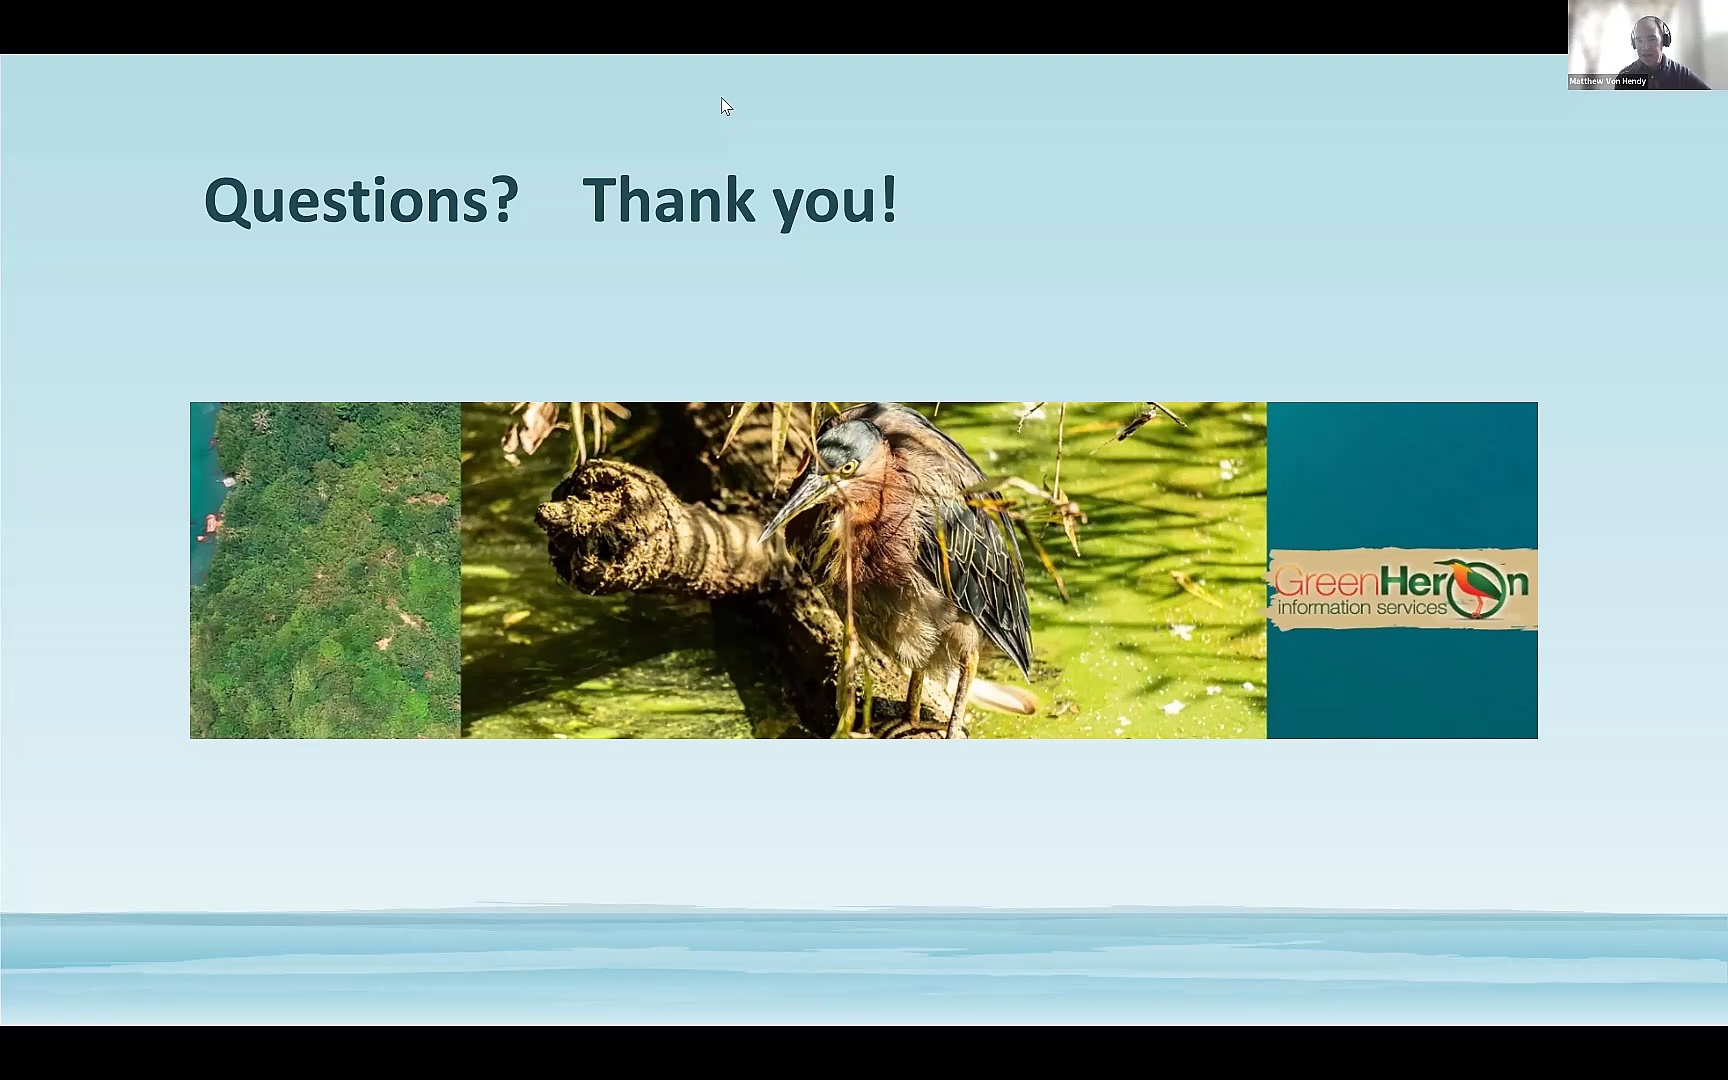 Matthew Von Hendy
Questions? Thank you!
GreenHeron
information services